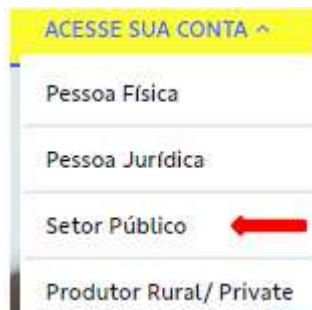 ACESSE SUA CONTA
Pessoa Física
Pessoa Jurídica
Setor Público
Produtor Rural/ Private